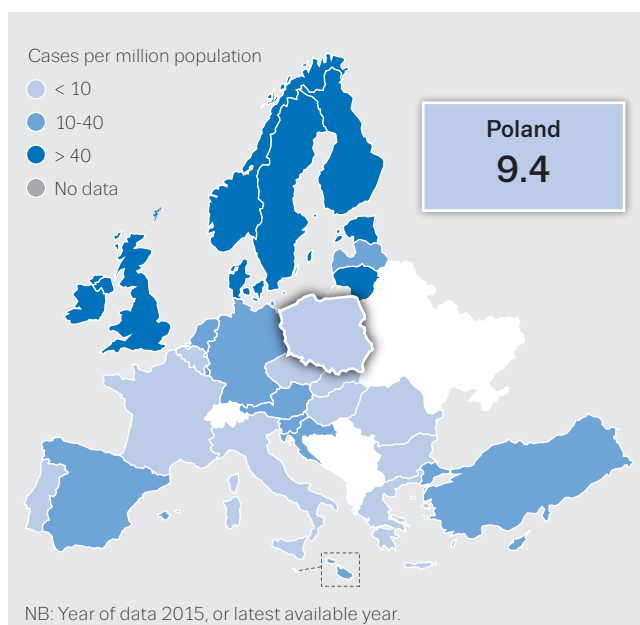 Cases per million population
< 10
10-40
> 40
No data
Poland
9.4
NB: Year of data 2015, or latest available year.